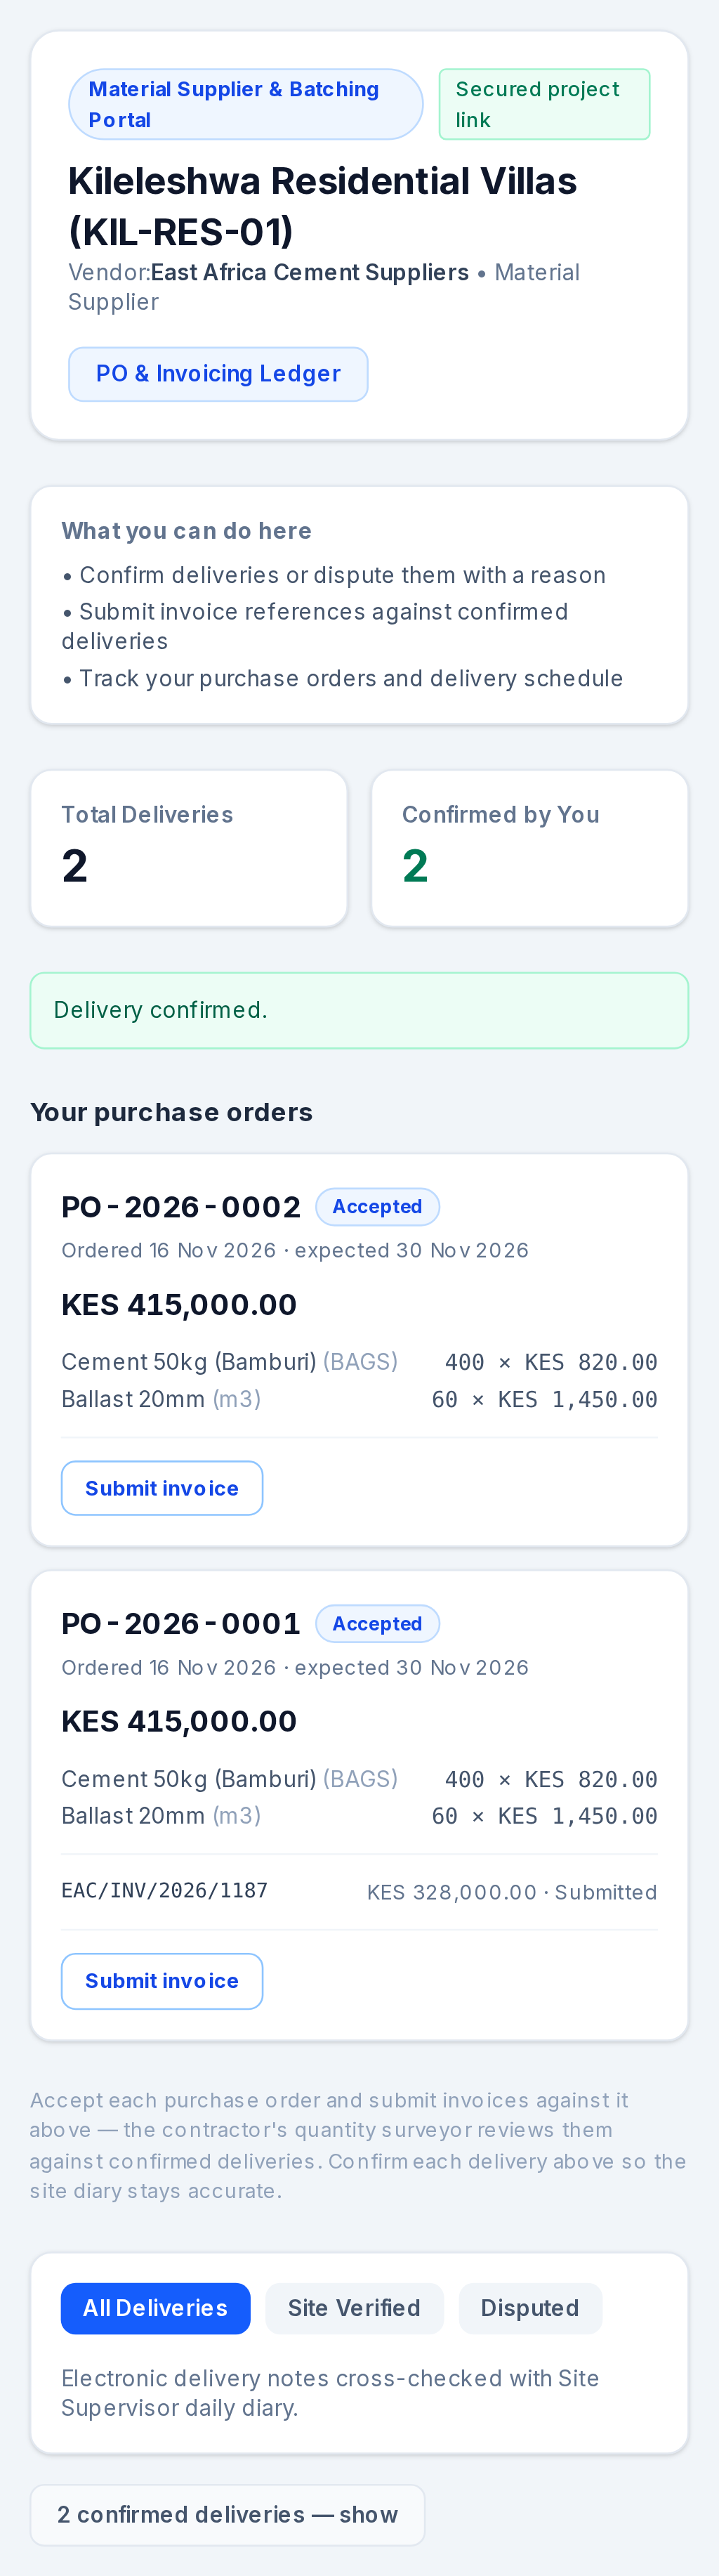 Material Supplier & Batching
Portal
Secured project
link
Kileleshwa Residential Villas
(KIL-RES-01)
Vendor:East Africa Cement Suppliers • Material
Supplier
PO & Invoicing Ledger
What you can do here
• Confirm deliveries or dispute them with a reason
• Submit invoice references against confirmed
deliveries
• Track your purchase orders and delivery schedule
Total Deliveries
2
Confirmed by You
2
Delivery confirmed.
Your purchase orders
PO-2026-0002 Accepted
Ordered 16 Nov 2026 · expected 30 Nov 2026
KES 415,000.00
Cement 50kg (Bamburi) (BAGS) 400 × KES 820.00
Ballast 20mm (m3) 60 × KES 1,450.00
Submit invoice
PO-2026-0001 Accepted
Ordered 16 Nov 2026 · expected 30 Nov 2026
KES 415,000.00
Cement 50kg (Bamburi) (BAGS) 400 × KES 820.00
Ballast 20mm (m3) 60 × KES 1,450.00
EAC/INV/2026/1187 KES 328,000.00 · Submitted
Submit invoice
Accept each purchase order and submit invoices against it
above — the contractor's quantity surveyor reviews them
against confirmed deliveries. Confirm each delivery above so the
site diary stays accurate.
All Deliveries Site Verified Disputed
Electronic delivery notes cross-checked with Site
Supervisor daily diary.
2 confirmed deliveries — show